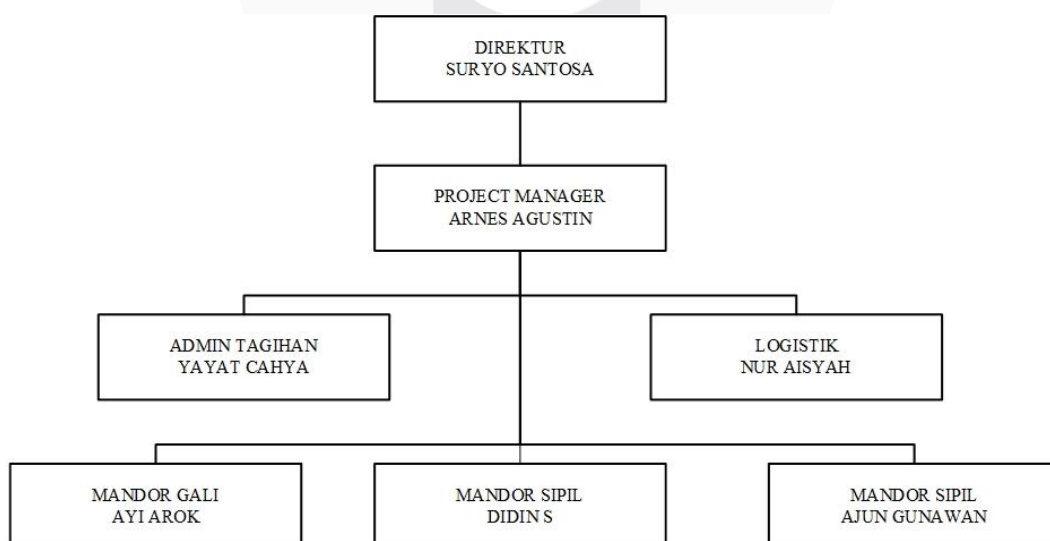 DIREKTUR
SURYO SANTOSA
PROJECT MANAGER
ARNES AGUSTIN
ADMIN TAGIHAN
YAYAT CAHYA
LOGISTIK
NUR AISYAH
MANDOR GALI
AYI AROK
MANDOR SIPIL
DIDIN S
MANDOR SIPIL
AJUN GUNAWAN